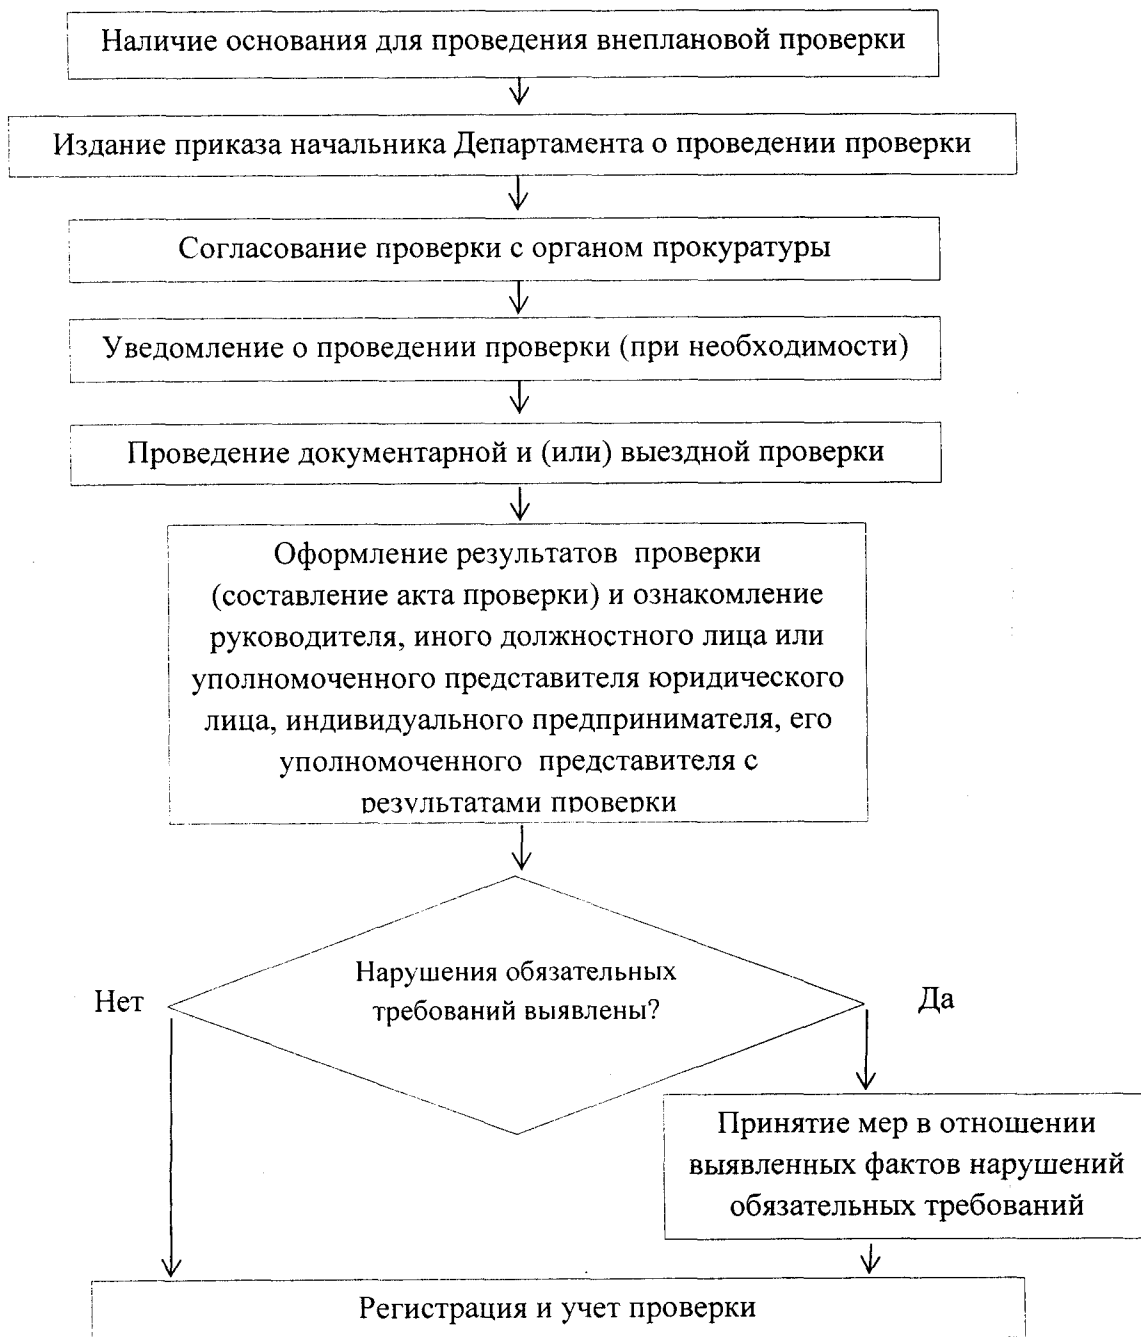 Наличие основания для проведения внеплановой проверки
Издание приказа начальника Департамента о проведении проверки
Согласование проверки с органом прокуратуры
Уведомление о проведении проверки (при необходимости)
Проведение документарной и (или) выездной проверки
Оформление результатов проверки
(составление акта проверки) и ознакомление
руководителя, иного должностного лица или
уполномоченного представителя юридического
лица, индивидуального предпринимателя, его
уполномоченного представителя с
результатами проверки
Нарушения обязательных
требований выявлены?
Нет
Да
Принятие мер в отношении
выявленных фактов нарушений
обязательных требований
Регистрация и учет проверки